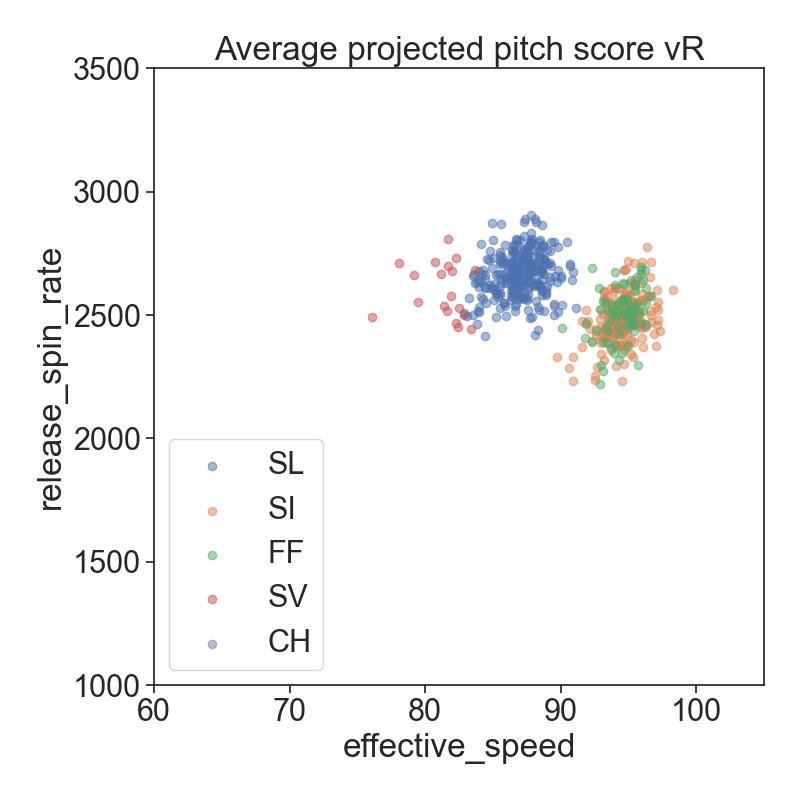 Average projected pitch score vR
3500
3000
2500
2000
1500
1000
release_spin_rate
SL
SI
FF
SV
CH
60 70 80 90 100
effective_speed